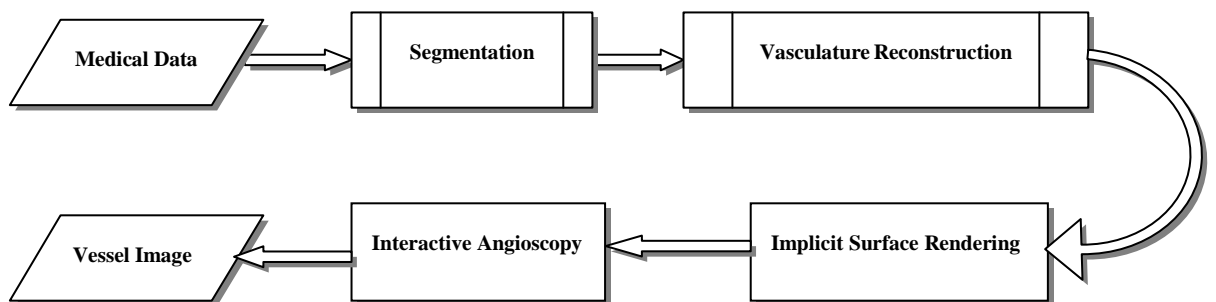 Medical Data
Segmentation
Vasculature Reconstruction
Implicit Surface Rendering
Interactive Angioscopy
Vessel Image